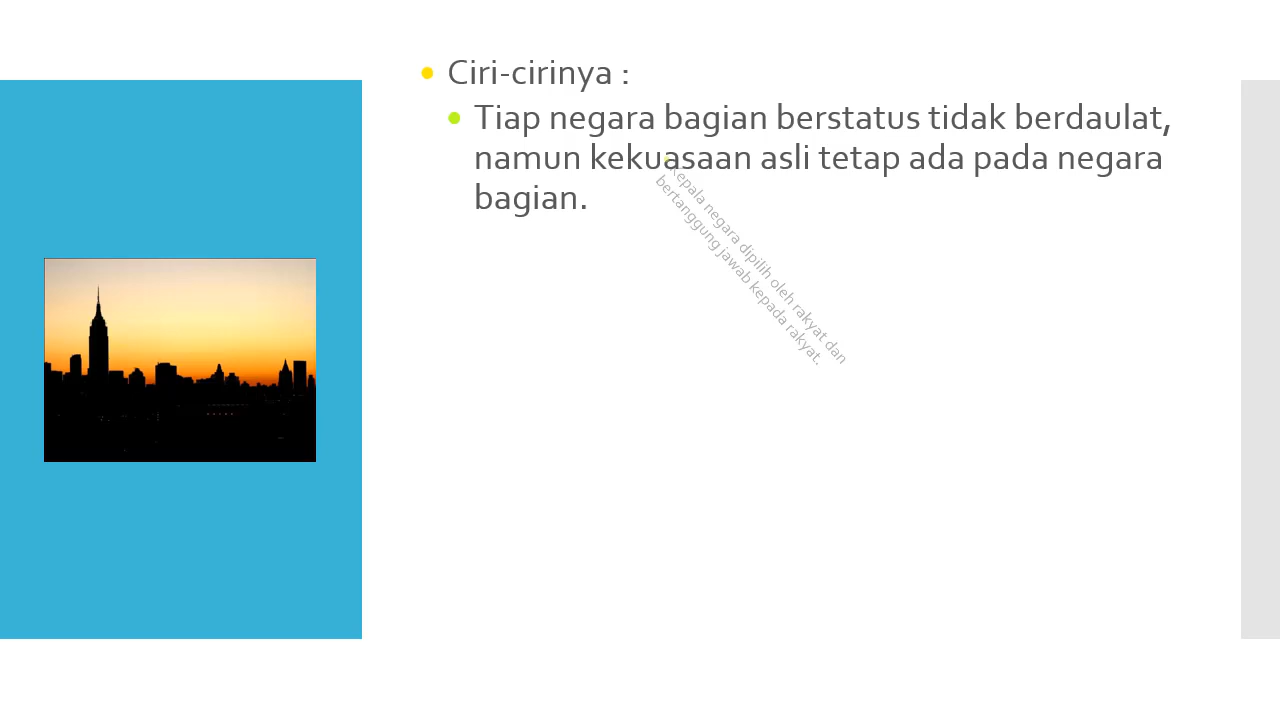 Ciri-cirinya :
Tiap negara bagian berstatus tidak berdaulat,
namun kekuasaan asli tetap ada pada negara
bagian.
Kepala negara dipilih oleh rakyat dan
bertanggung jawab kepada rakyat.